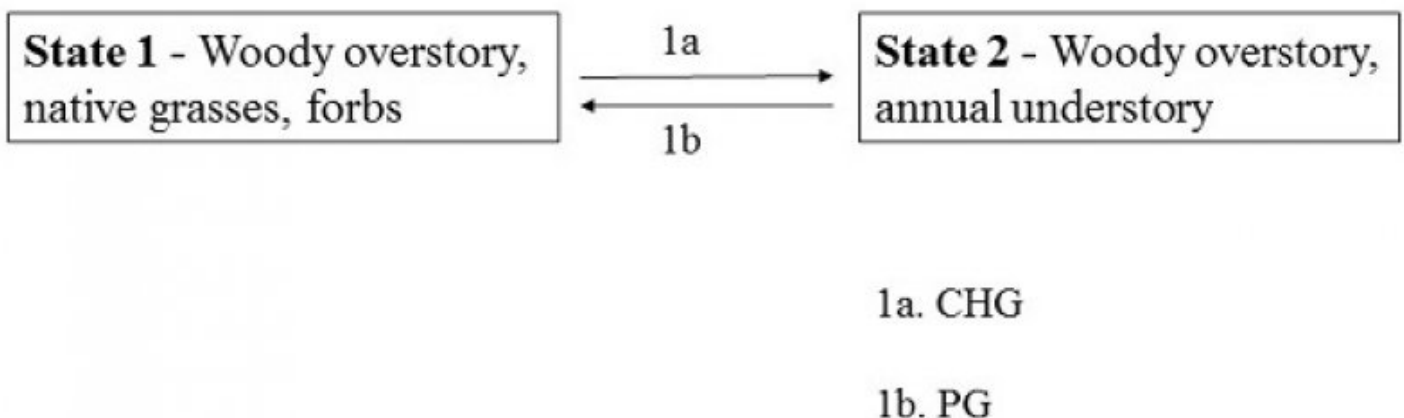 State 1 - Woody overstory,
native grasses, forbs
1a
1b
State 2 - Woody overstory,
annual understory
1a. CHG
1b. PG